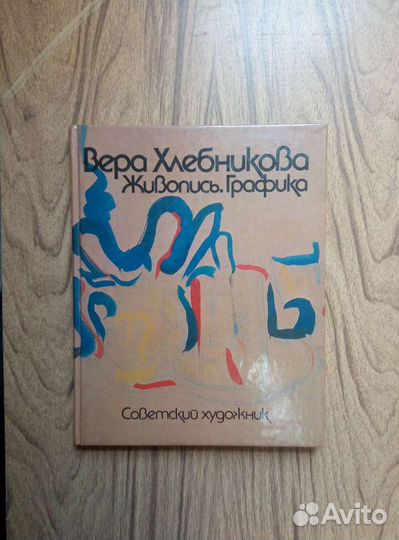 Вера Хлебникова
Живопись. Графика
Советский художник
Avito